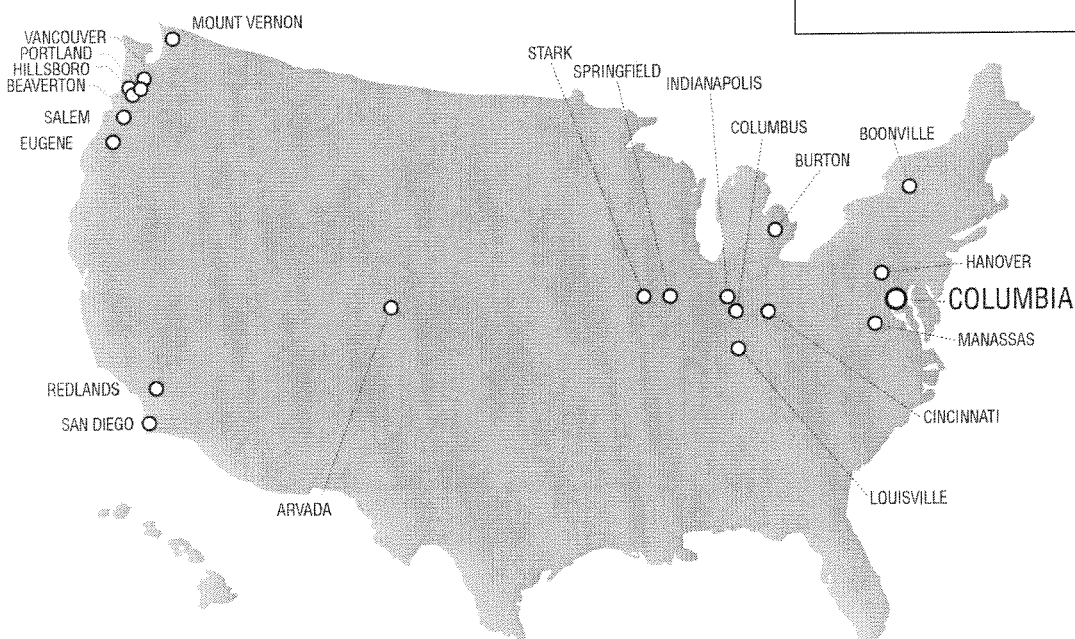 MOUNT VERNON
VANCOUVER
PORTLAND
HILLSBORO
BEAVERTON
SALEM
EUGENE
STARK
SPRINGFIELD
INDIANAPOLIS
COLUMBUS
BURTON
BOONVILLE
HANOVER
COLUMBIA
MANASSAS
REDLANDS
SAN DIEGO
CINCINNATI
LOUISVILLE
ARVADA